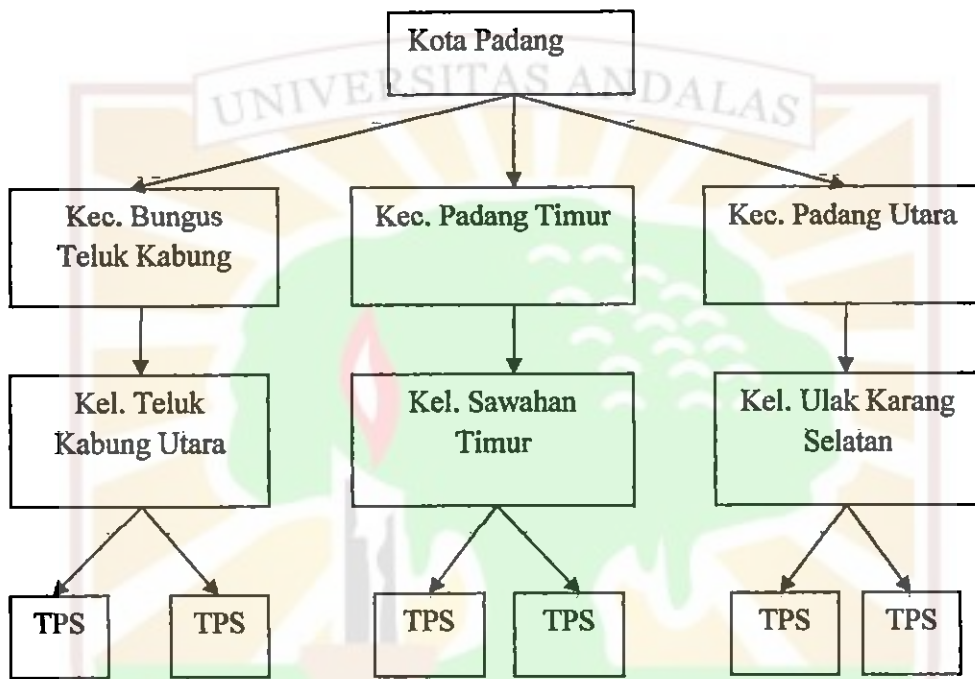 Kota Padang
UNIVERSITAS ANDALAS
Kec. Bungus
Teluk Kabung
Kec. Padang Timur
Kec. Padang Utara
Kel. Teluk
Kabung Utara
Kel. Sawahan
Timur
Kel. Ulak Karang
Selatan
TPS
TPS
TPS
TPS
TPS
TPS